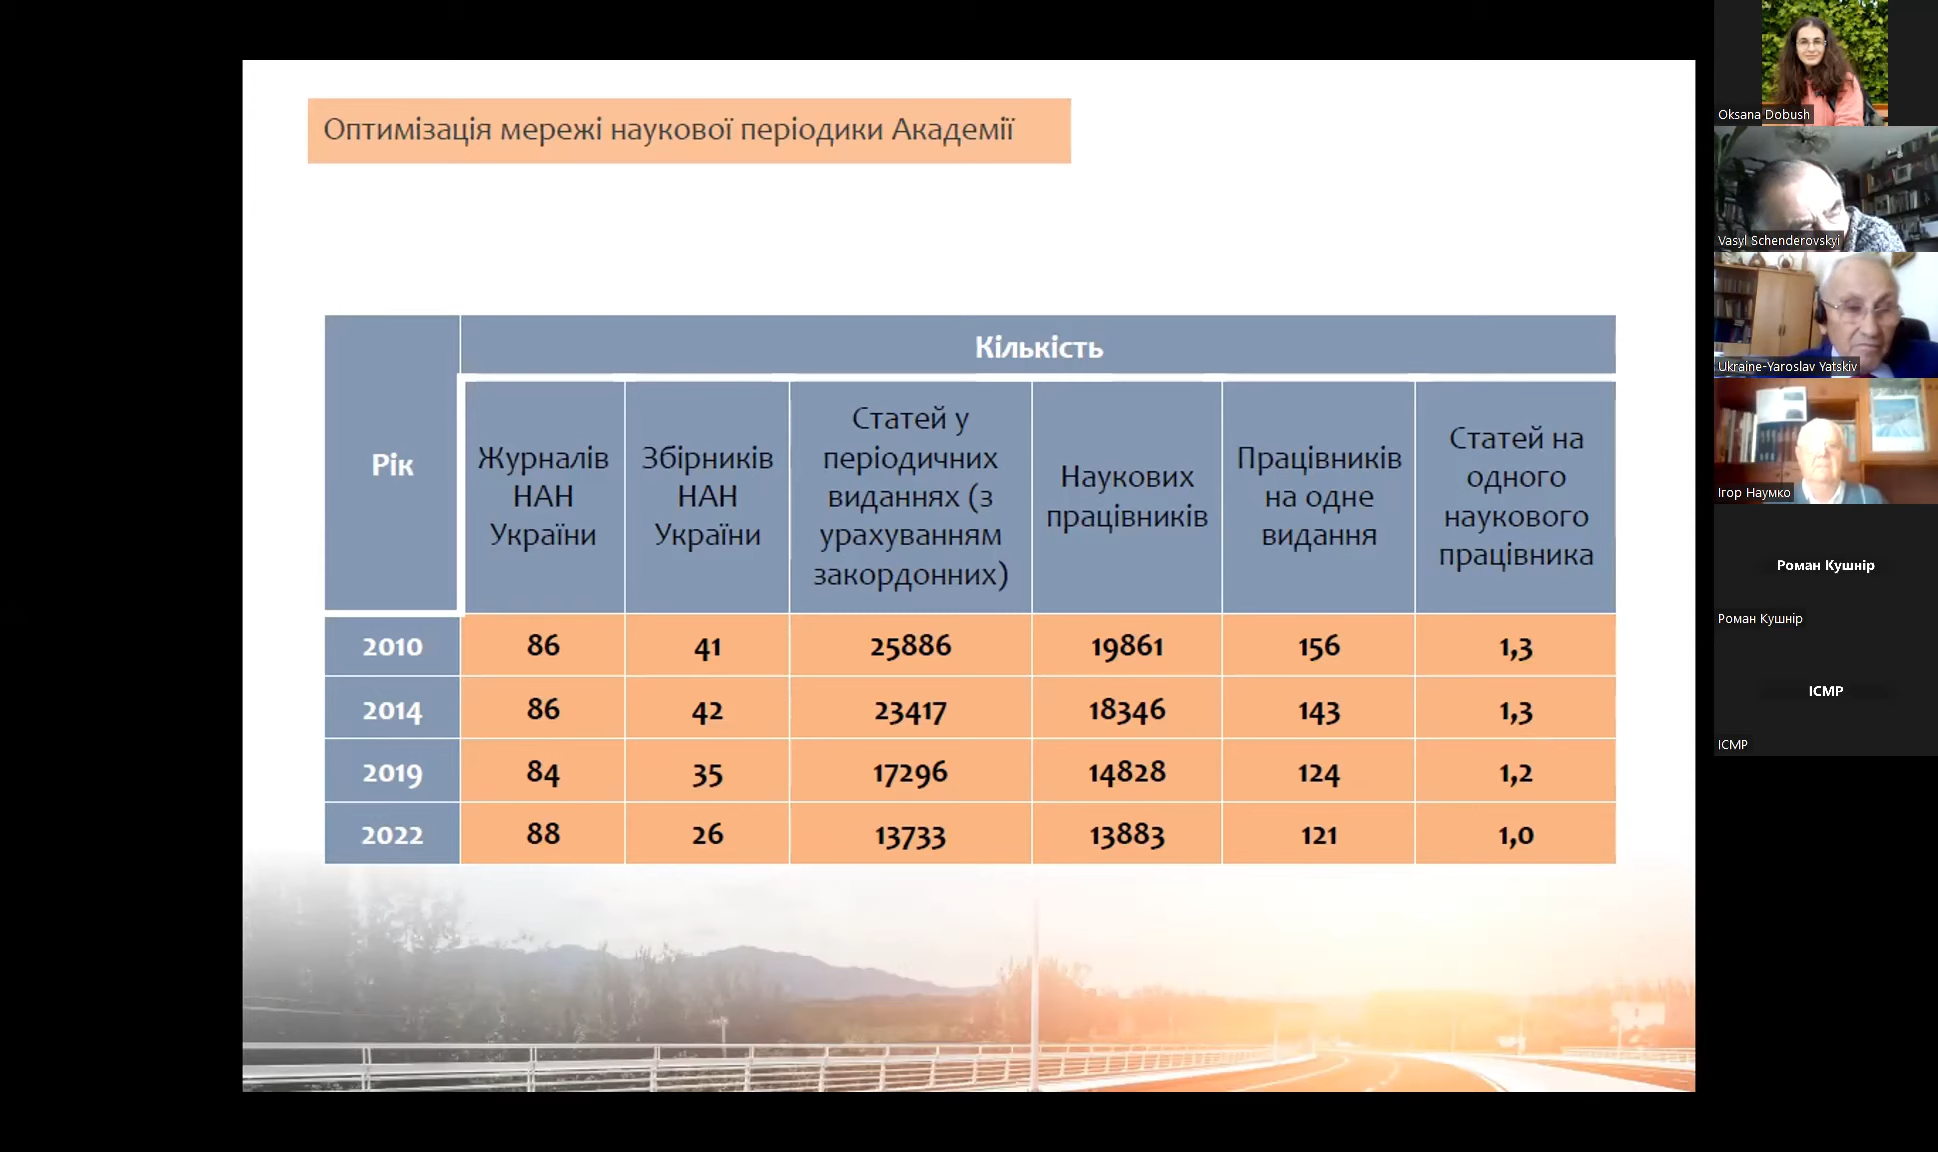 Оптимізація мережі наукової періодики Академії
Рік
Кількість
Журналів
НАН
України
Збірників
НАН
України
Статей у
періодичних
виданнях (з
урахуванням
закордонних)
Наукових
працівників
Працівників
на одне
видання
Статей на
одного
наукового
працівника
2010 86 41 25886 19861 156 1,3
2014 86 42 23417 18346 143 1,3
2019 84 35 17296 14828 124 1,2
2022 88 26 13733 13883 121 1,0
Oksana Dobush
Vasyl Schenderovskyi
Ukraine-Yaroslav Yatskiv
Ігор Наумко
Роман Кушнір
Роман Кушнір
ICMP
ICMP